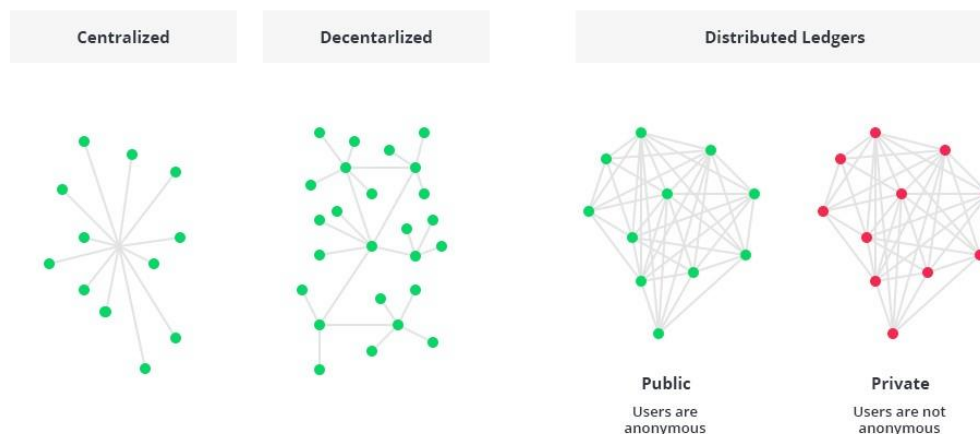 Centralized
Decentarlized
Distributed Ledgers
Public
Private
Users are
anonymous
Users are not
anonymous